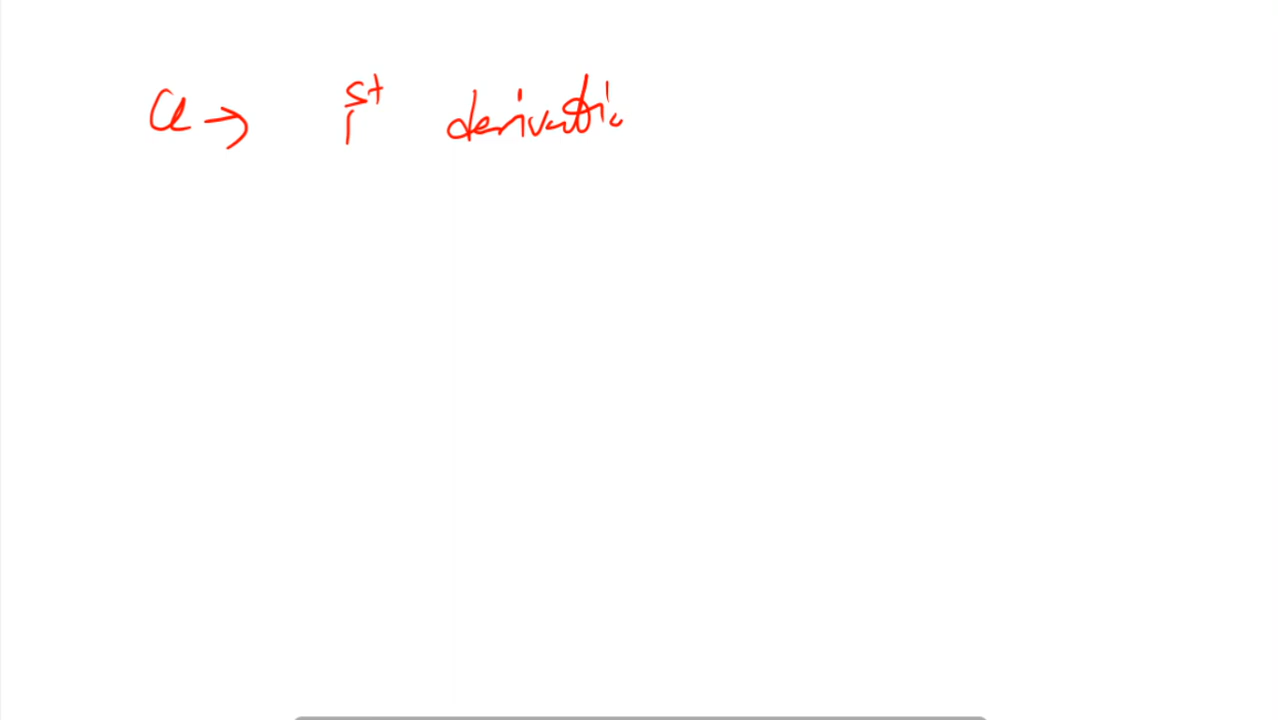 a → 1st derivati